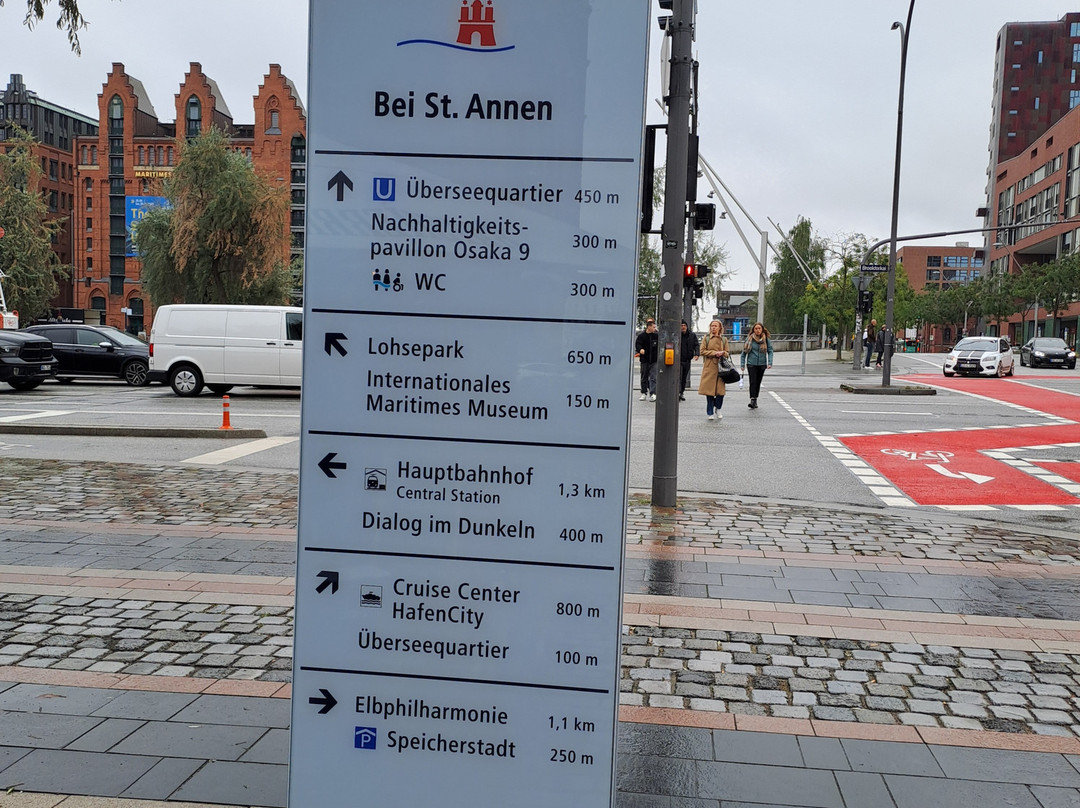 Bei St. Annen
U Überseequartier 450 m
Nachhaltigkeits-
pavillon Osaka 9 300 m
WC 300 m
Lohsepark 650 m
Internationales
Maritimes Museum 150 m
Hauptbahnhof
Central Station 1,3 km
Dialog im Dunkeln 400 m
Cruise Center
HafenCity 800 m
Überseequartier 100 m
Elbphilharmonie 1,1 km
P Speicherstadt 250 m
MARITIMES